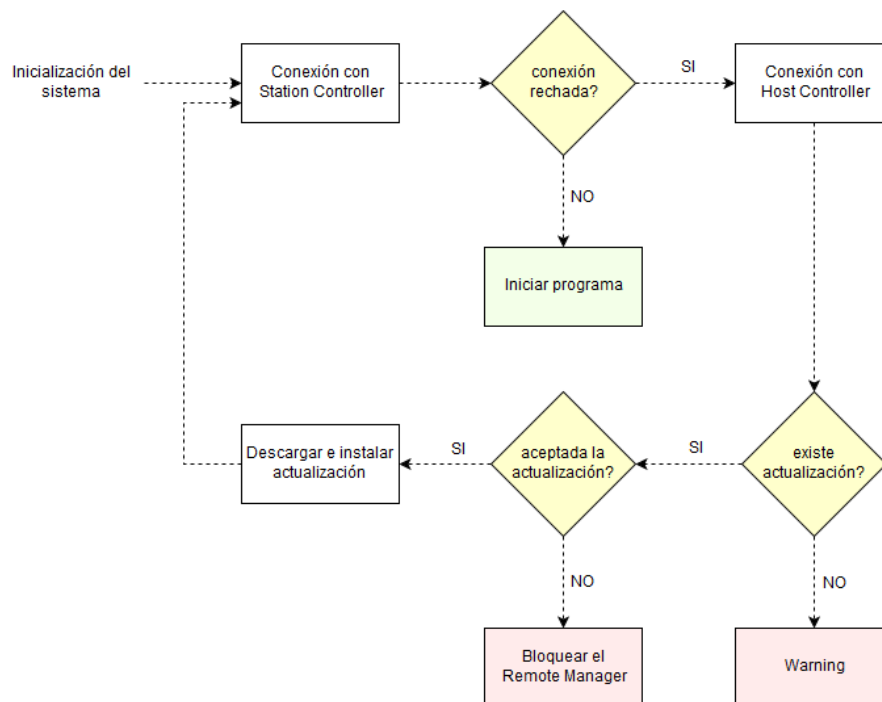 Inicialización del
sistema
Conexión con
Station Controller
conexión
rechada?
SI
Conexión con
Host Controller
NO
Iniciar programa
Descargar e instalar
actualización
SI
aceptada la
actualización?
SI
existe
actualización?
NO
NO
Bloquear el
Remote Manager
Warning